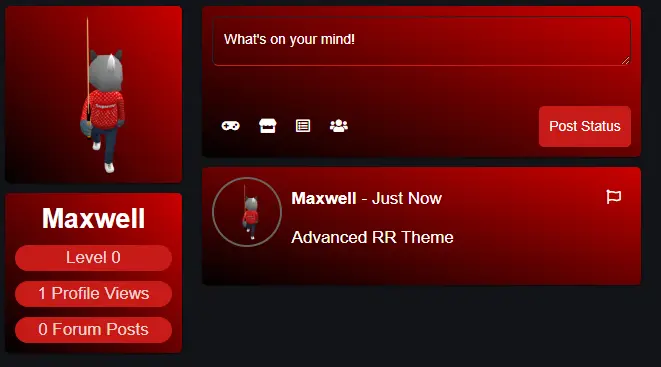 What's on your mind!
Post Status
Maxwell
Level 0
1 Profile Views
0 Forum Posts
Maxwell - Just Now
Advanced RR Theme